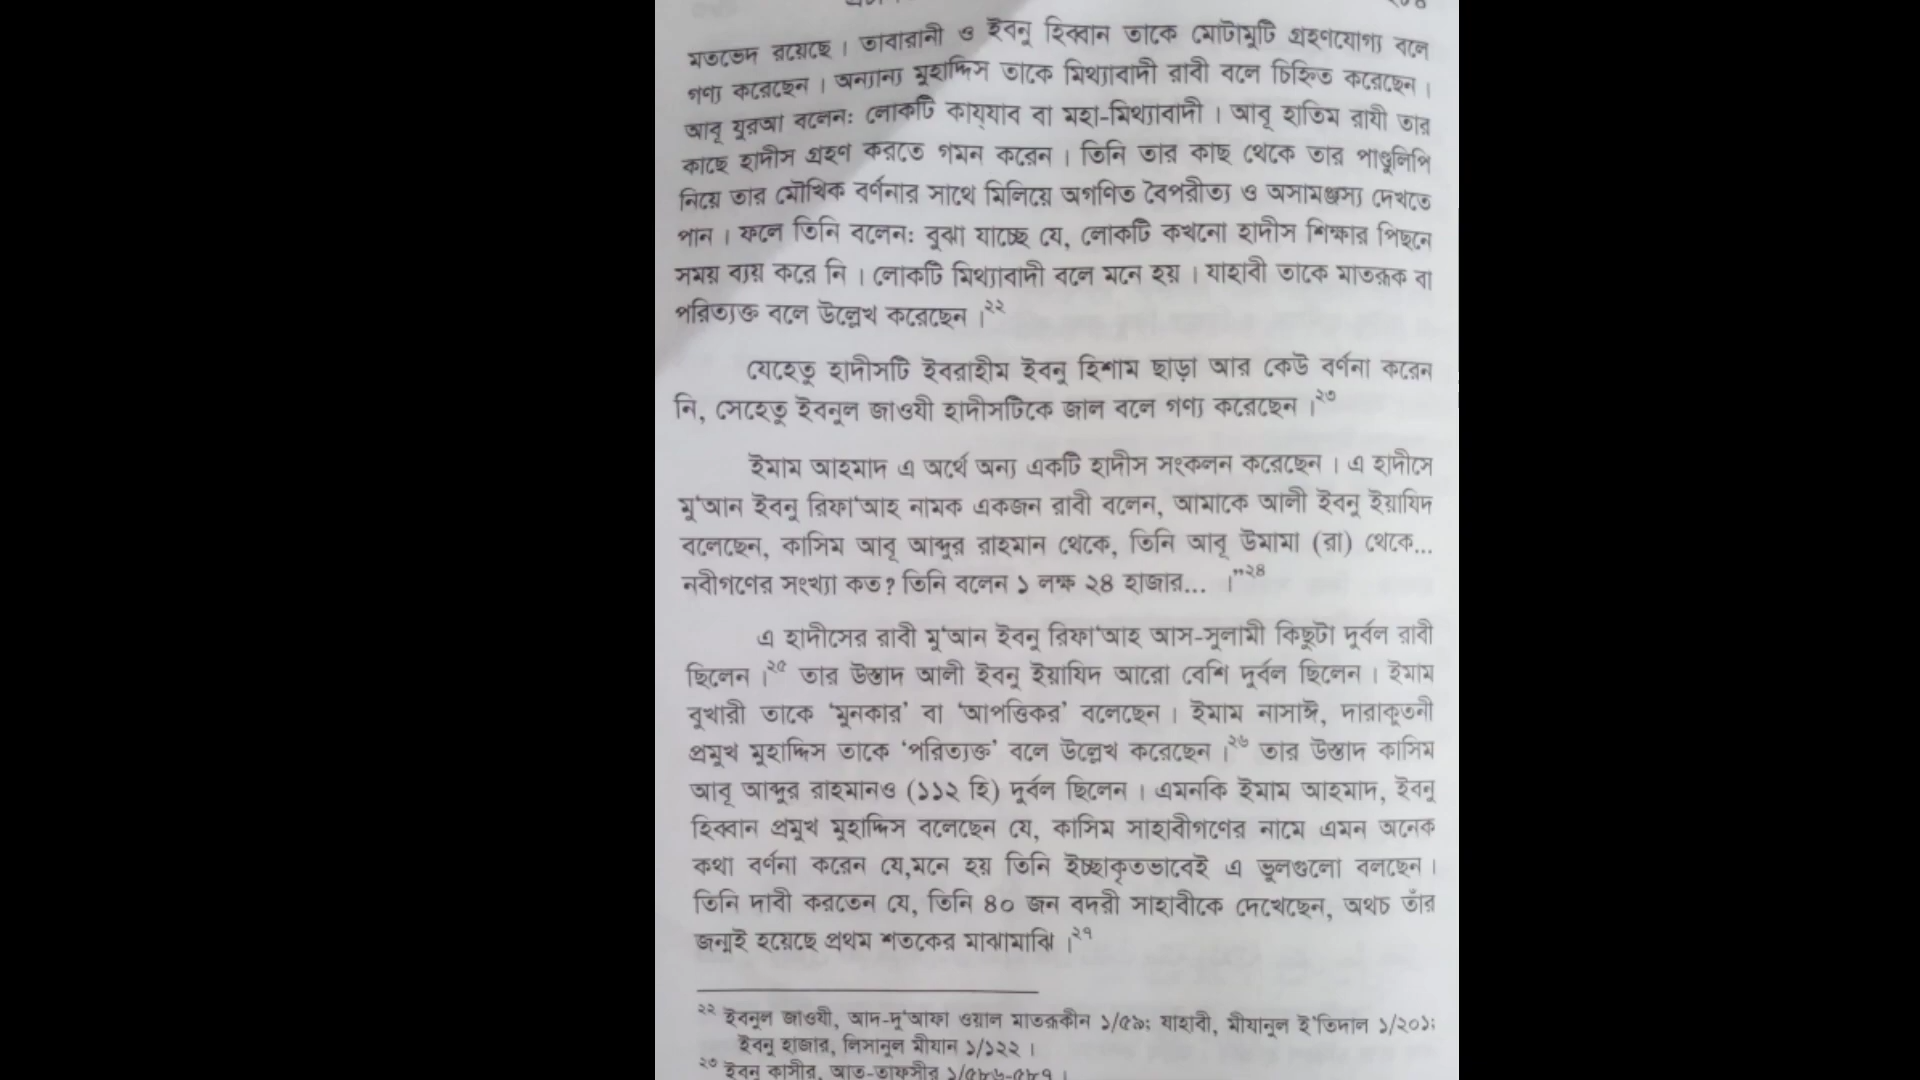 মতভেদ রয়েছে। তাবারানী ও ইবনু হিব্বান তাকে মোটামুটি গ্রহণযোগ্য বলে
গণ্য করেছেন। অন্যান্য মুহাদ্দিস তাকে মিথ্যাবাদী রাবী বলে চিহ্নিত করেছেন।
আবূ যুরআ বলেন: লোকটি কায্‌যাব বা মহা-মিথ্যাবাদী। আবূ হাতিম রাযী তার
কাছে হাদীস গ্রহণ করতে গমন করেন। তিনি তার কাছ থেকে তার পাণ্ডুলিপি
নিয়ে তার মৌখিক বর্ণনার সাথে মিলিয়ে অগণিত বৈপরীত্য ও অসামঞ্জস্য দেখতে
পান। ফলে তিনি বলেন: বুঝা যাচ্ছে যে, লোকটি কখনো হাদীস শিক্ষার পিছনে
সময় ব্যয় করে নি। লোকটি মিথ্যাবাদী বলে মনে হয়। যাহাবী তাকে মাতরূক বা
পরিত্যক্ত বলে উল্লেখ করেছেন।২২
যেহেতু হাদীসটি ইবরাহীম ইবনু হিশাম ছাড়া আর কেউ বর্ণনা করেন
নি, সেহেতু ইবনুল জাওযী হাদীসটিকে জাল বলে গণ্য করেছেন।২৩
ইমাম আহমাদ এ অর্থে অন্য একটি হাদীস সংকলন করেছেন। এ হাদীসে
মু‘আন ইবনু রিফা‘আহ নামক একজন রাবী বলেন, আমাকে আলী ইবনু ইয়াযিদ
বলেছেন, কাসিম আবূ আব্দুর রাহমান থেকে, তিনি আবূ উমামা (রা) থেকে...
নবীগণের সংখ্যা কত? তিনি বলেন ১ লক্ষ ২৪ হাজার... ।”২৪
এ হাদীসের রাবী মু‘আন ইবনু রিফা‘আহ আস-সুলামী কিছুটা দুর্বল রাবী
ছিলেন।২৫ তার উস্তাদ আলী ইবনু ইয়াযিদ আরো বেশি দুর্বল ছিলেন। ইমাম
বুখারী তাকে ‘মুনকার’ বা ‘আপত্তিকর’ বলেছেন। ইমাম নাসাঈ, দারাকুতনী
প্রমুখ মুহাদ্দিস তাকে ‘পরিত্যক্ত’ বলে উল্লেখ করেছেন।২৬ তার উস্তাদ কাসিম
আবূ আব্দুর রাহমানও (১১২ হি) দুর্বল ছিলেন। এমনকি ইমাম আহমাদ, ইবনু
হিব্বান প্রমুখ মুহাদ্দিস বলেছেন যে, কাসিম সাহাবীগণের নামে এমন অনেক
কথা বর্ণনা করেন যে,মনে হয় তিনি ইচ্ছাকৃতভাবেই এ ভুলগুলো বলছেন।
তিনি দাবী করতেন যে, তিনি ৪০ জন বদরী সাহাবীকে দেখেছেন, অথচ তাঁর
জন্মই হয়েছে প্রথম শতকের মাঝামাঝি।২৭
২২ ইবনুল জাওযী, আদ-দু‘আফা ওয়াল মাতরূকীন ১/৫৯; যাহাবী, মীযানুল ই‘তিদাল ১/২০১;
ইবনু হাজার, লিসানুল মীযান ১/১২২।
২৩ ইবনু কাসীর, আত-তাফসীর ১/৫৮৬-৫৮৭।